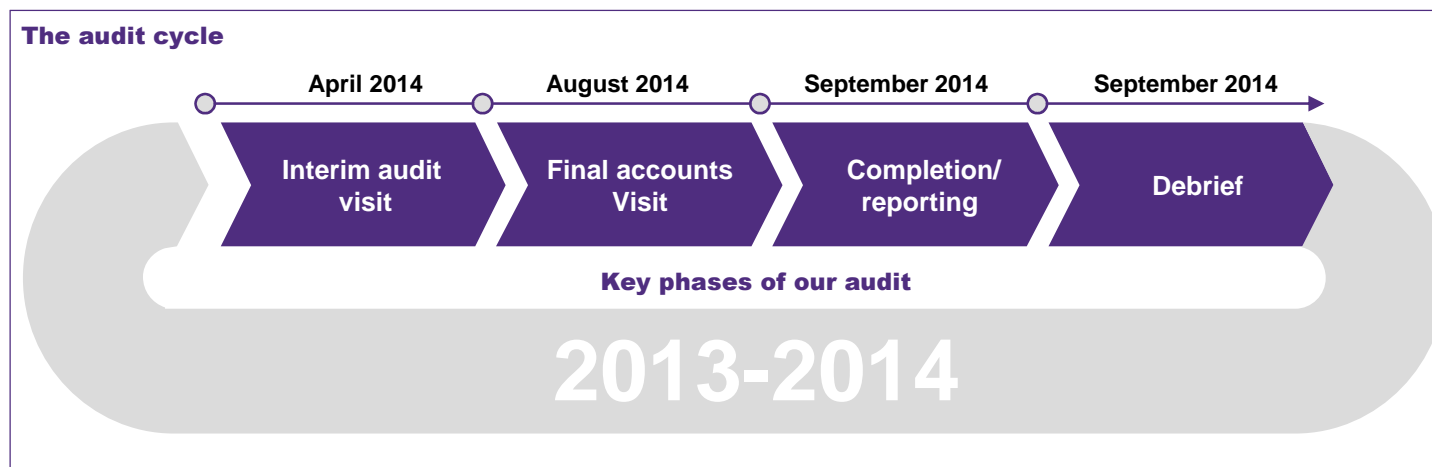 The audit cycle
April 2014
August 2014
September 2014
September 2014
Interim audit
visit
Final accounts
Visit
Completion/
reporting
Debrief
Key phases of our audit
2013-2014